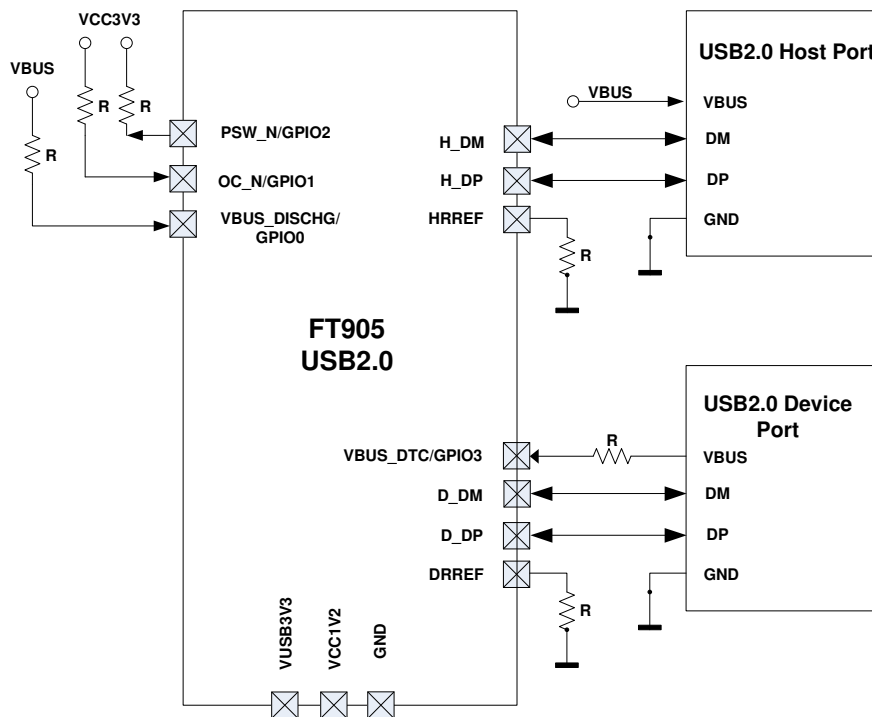 VCC3V3
VBUS
R
R
R
PSW_N/GPIO2
OC_N/GPIO1
VBUS_DISCHG/
GPIO0
H_DM
H_DP
HRREF
R
VBUS
USB2.0 Host Port
VBUS
DM
DP
GND
FT905
USB2.0
VBUS_DTC/GPIO3
D_DM
D_DP
DRREF
R
R
USB2.0 Device
Port
VBUS
DM
DP
GND
VUSB3V3
VCC1V2
GND